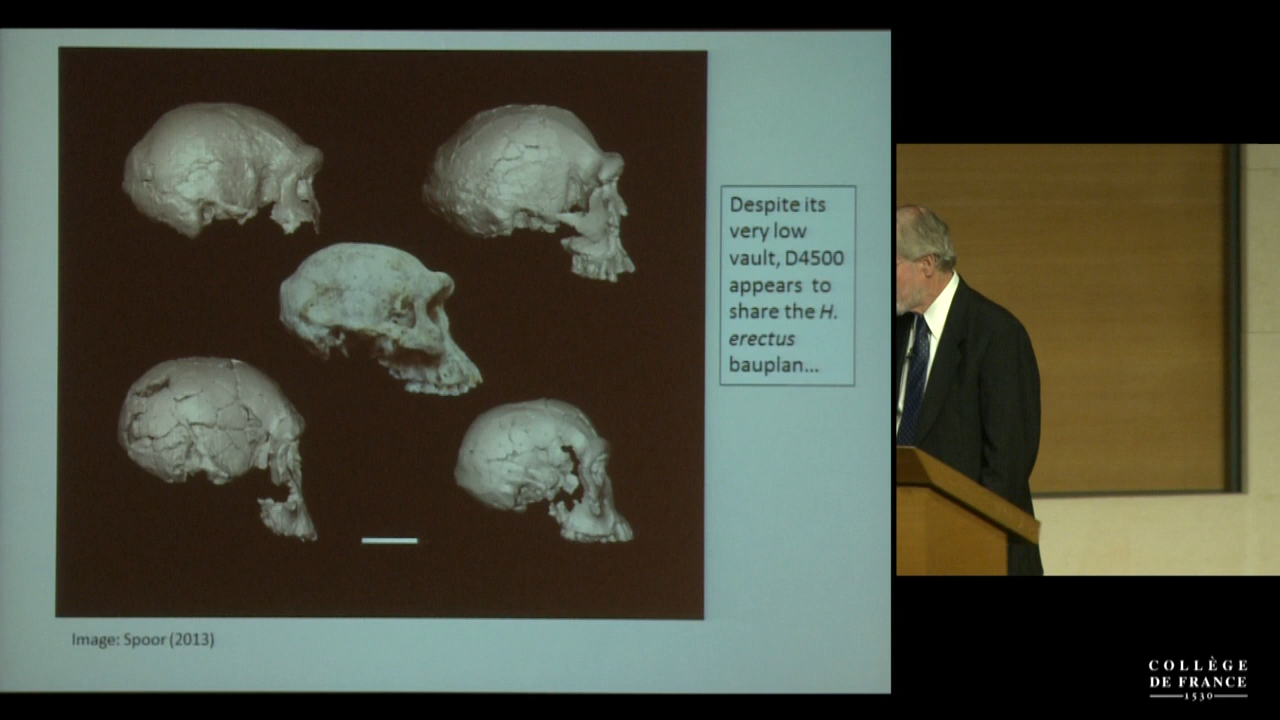 Despite its
very low
vault, D4500
appears to
share the H.
erectus
bauplan...
Image: Spoor (2013)
COLLÈGE
DE FRANCE
1530